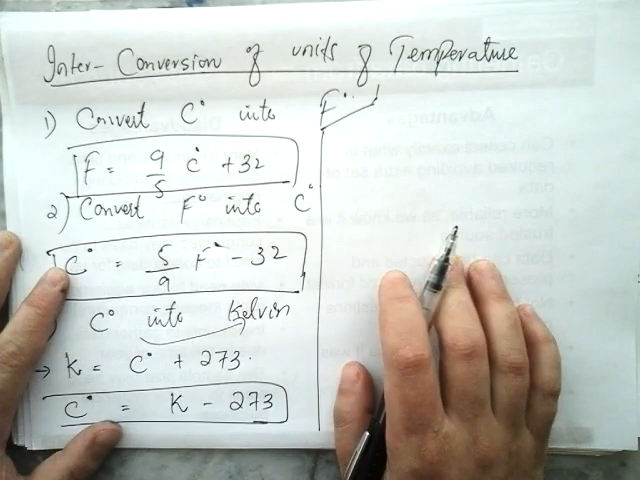 Inter-Conversion of units of Temperature
1) Convert C° into F°
F = 9/5 C° + 32
2) Convert F° into C°
C° = 5/9 F° - 32
) C° into Kelvin
→ K = C° + 273.
C° = K - 273